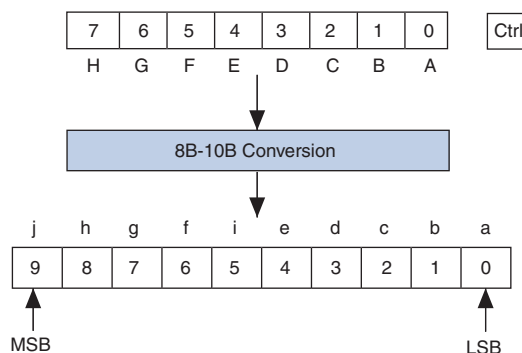 7 6 5 4 3 2 1 0 Ctrl
H G F E D C B A
8B-10B Conversion
j h g f i e d c b a
9 8 7 6 5 4 3 2 1 0
MSB LSB